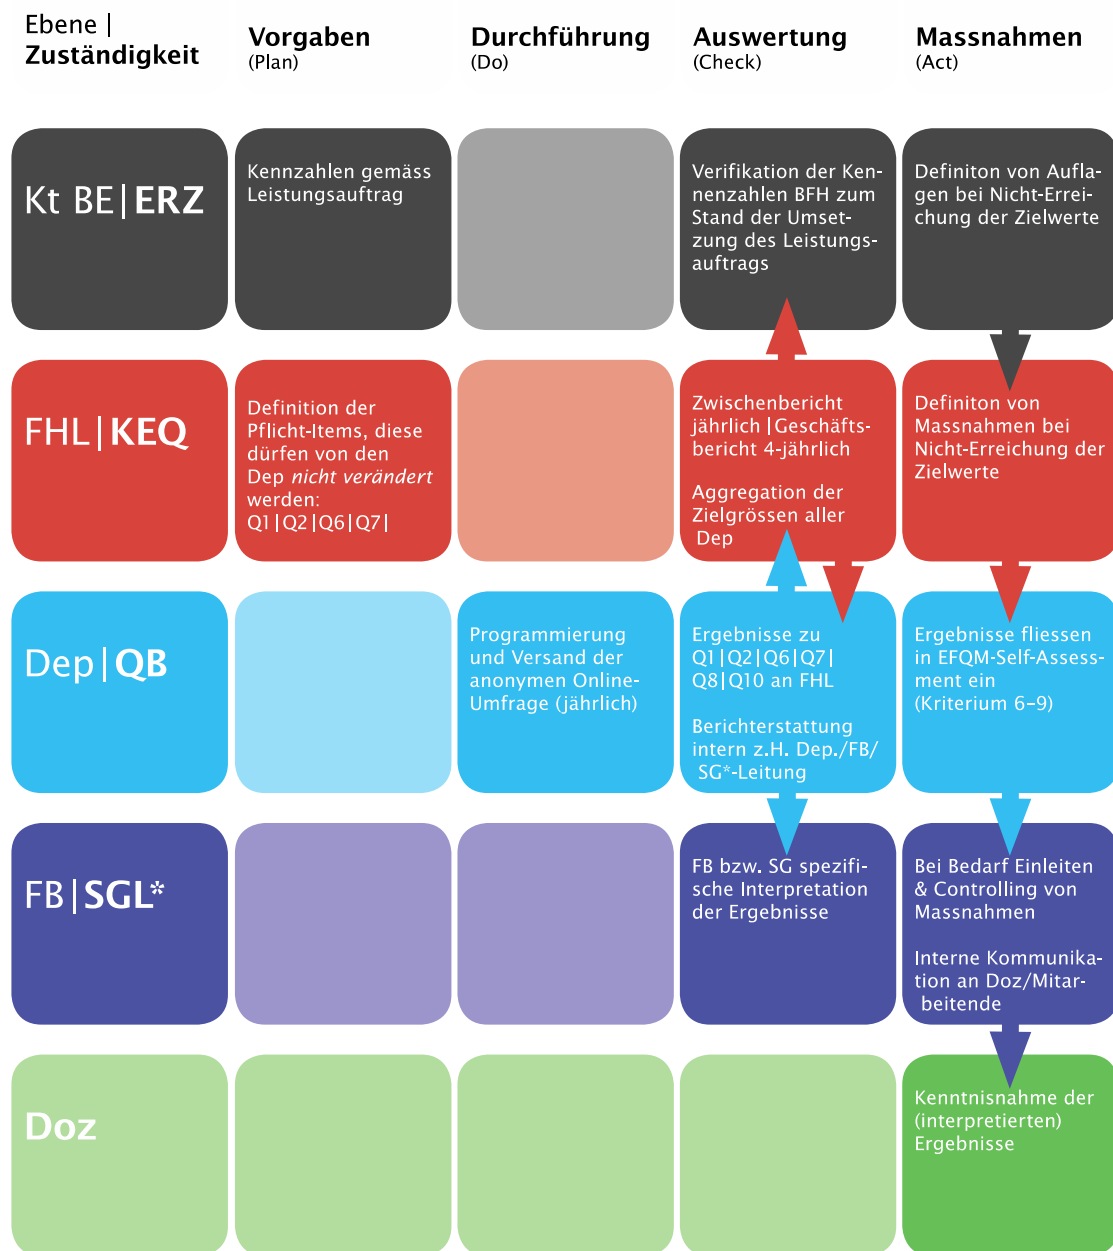 Ebene |
Zuständigkeit
Vorgaben
(Plan)
Durchführung
(Do)
Auswertung
(Check)
Massnahmen
(Act)
Kt BE|ERZ
Kennzahlen gemäss
Leistungsauftrag
Verifikation der Ken-
nenzahlen BFH zum
Stand der Umset-
zung des Leistungs-
auftrags
Definiton von Aufla-
gen bei Nicht-Errei-
chung der Zielwerte
FHL|KEQ
Definition der
Pflicht-Items, diese
dürfen von den
Dep nicht verändert
werden:
Q1|Q2|Q6|Q7|
Zwischenbericht
jährlich|Geschäfts-
bericht 4-jährlich
Aggregation der
Zielgrössen aller
Dep
Definiton von
Massnahmen bei
Nicht-Erreichung der
Zielwerte
Dep|QB
Programmierung
und Versand der
anonymen Online-
Umfrage (jährlich)
Ergebnisse zu
Q1|Q2|Q6|Q7|
Q8|Q10 an FHL
Berichterstattung
intern z.H. Dep./FB/
SG*-Leitung
Ergebnisse fliessen
in EFQM-Self-Assess-
ment ein
(Kriterium 6–9)
FB|SGL*
FB bzw. SG spezifi-
sche Interpretation
der Ergebnisse
Bei Bedarf Einleiten
& Controlling von
Massnahmen
Interne Kommunika-
tion an Doz/Mitar-
beitende
Doz
Kenntnisnahme der
(interpretierten)
Ergebnisse